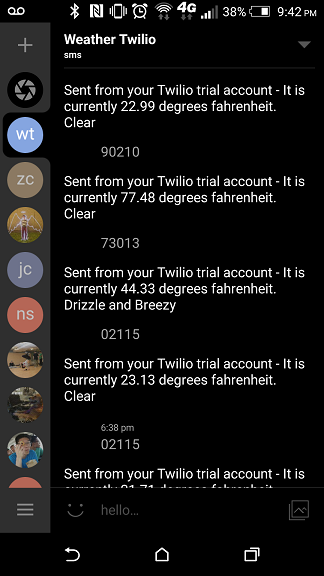 4G
38%
9:42 PM
Weather Twilio
sms
Sent from your Twilio trial account - It is
currently 22.99 degrees fahrenheit.
Clear
90210
Sent from your Twilio trial account - It is
currently 77.48 degrees fahrenheit.
Clear
73013
Sent from your Twilio trial account - It is
currently 44.33 degrees fahrenheit.
Drizzle and Breezy
02115
Sent from your Twilio trial account - It is
currently 23.13 degrees fahrenheit.
Clear
6:38 pm
02115
Sent from your Twilio trial account - It is
hello...
wt
zc
jc
ns